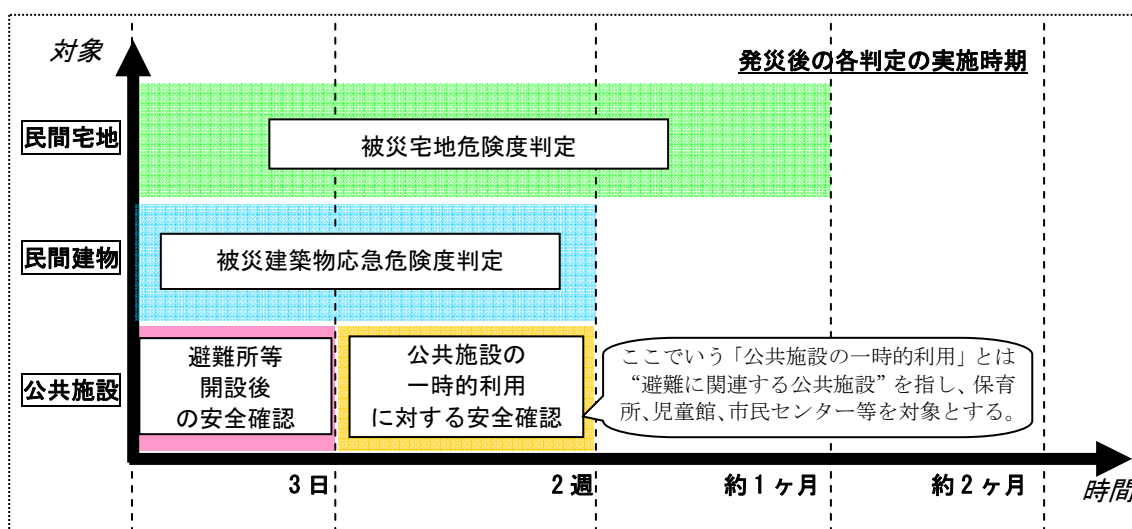 発災後の各判定の実施時期
対象
民間宅地
被災宅地危険度判定
民間建物
被災建築物応急危険度判定
公共施設
避難所等
開設後
の安全確認
公共施設の
一時的利用
に対する安全確認
ここでいう「公共施設の一時的利用」とは
“避難に関連する公共施設”を指し、保育
所、児童館、市民センター等を対象とする。
3日
2週
約1ヶ月
約2ヶ月
時間